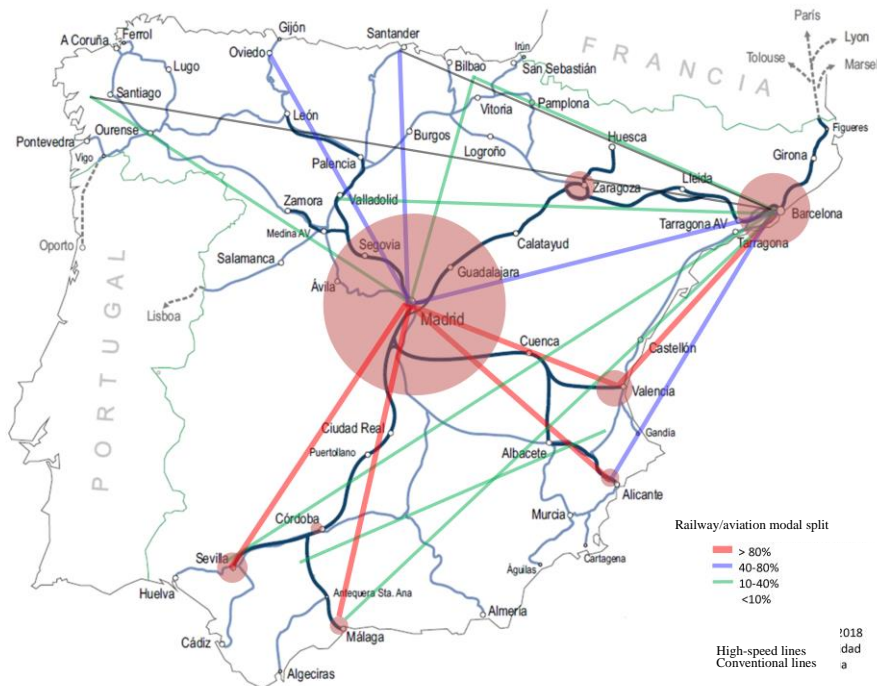 París
Lyon
Tolouse
Marsel
FRANCIA
Figueres
Girona
Gijón
Ferrol
A Coruña
Oviedo
Santander
Bilbao
Irún
San Sebastián
Lugo
Santiago
León
Vitoria
Pamplona
Burgos
Huesca
Pontevedra
Ourense
Vigo
Palencia
Logroño
Zaragoza
Lleida
Zamora
Valladolid
Barcelona
Medina AV
Tarragona AV
Tarragona
Oporto
Segovia
Calatayud
Salamanca
Guadalajara
Ávila
Lisboa
Madrid
PORTUGAL
Cuenca
Castellón
Valencia
Ciudad Real
Gandía
Puertollano
Albacete
Alicante
Córdoba
Murcia
Sevilla
Cartagena
Águilas
Huelva
Antequera Sta. Ana
Almería
Málaga
Cádiz
Algeciras
Railway/aviation modal split
> 80%
40-80%
10-40%
<10%
2018
dad
a
High-speed lines
Conventional lines